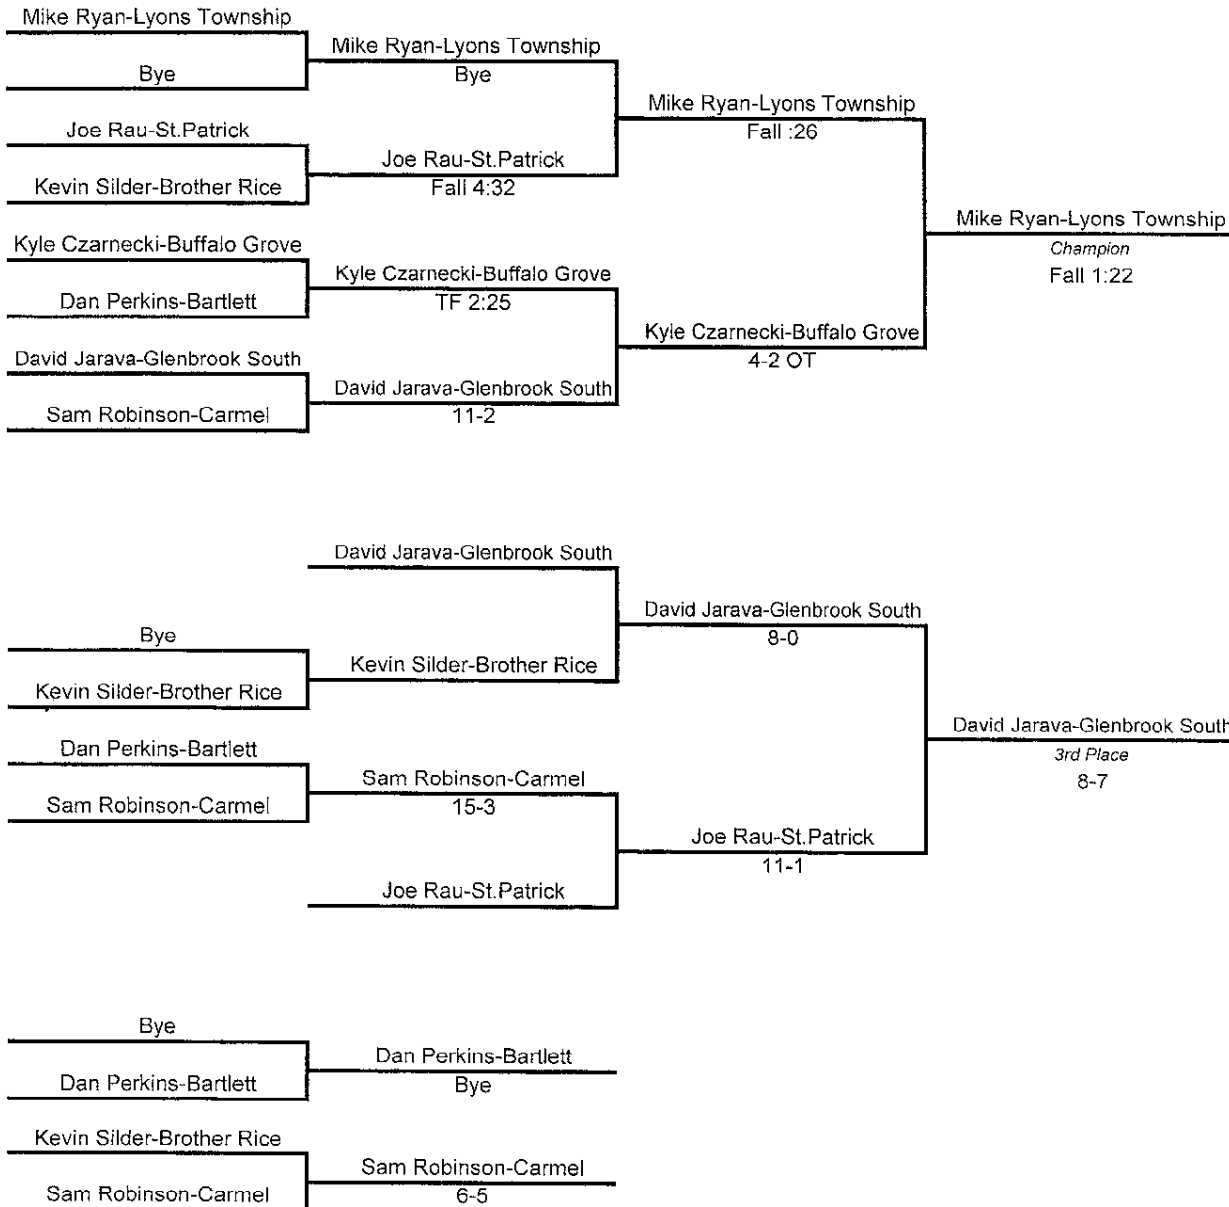 Mike Ryan-Lyons Township
Bye
Mike Ryan-Lyons Township
Bye
Joe Rau-St.Patrick
Kevin Silder-Brother Rice
Joe Rau-St.Patrick
Fall 4:32
Mike Ryan-Lyons Township
Fall :26
Kyle Czarnecki-Buffalo Grove
Dan Perkins-Bartlett
Kyle Czarnecki-Buffalo Grove
TF 2:25
David Jarava-Glenbrook South
Sam Robinson-Carmel
David Jarava-Glenbrook South
11-2
Kyle Czarnecki-Buffalo Grove
4-2 OT
Mike Ryan-Lyons Township
Champion
Fall 1:22
David Jarava-Glenbrook South
Bye
Kevin Silder-Brother Rice
Kevin Silder-Brother Rice
David Jarava-Glenbrook South
8-0
Dan Perkins-Bartlett
Sam Robinson-Carmel
Sam Robinson-Carmel
15-3
Joe Rau-St.Patrick
Joe Rau-St.Patrick
11-1
David Jarava-Glenbrook South
3rd Place
8-7
Bye
Dan Perkins-Bartlett
Dan Perkins-Bartlett
Bye
Kevin Silder-Brother Rice
Sam Robinson-Carmel
Sam Robinson-Carmel
6-5